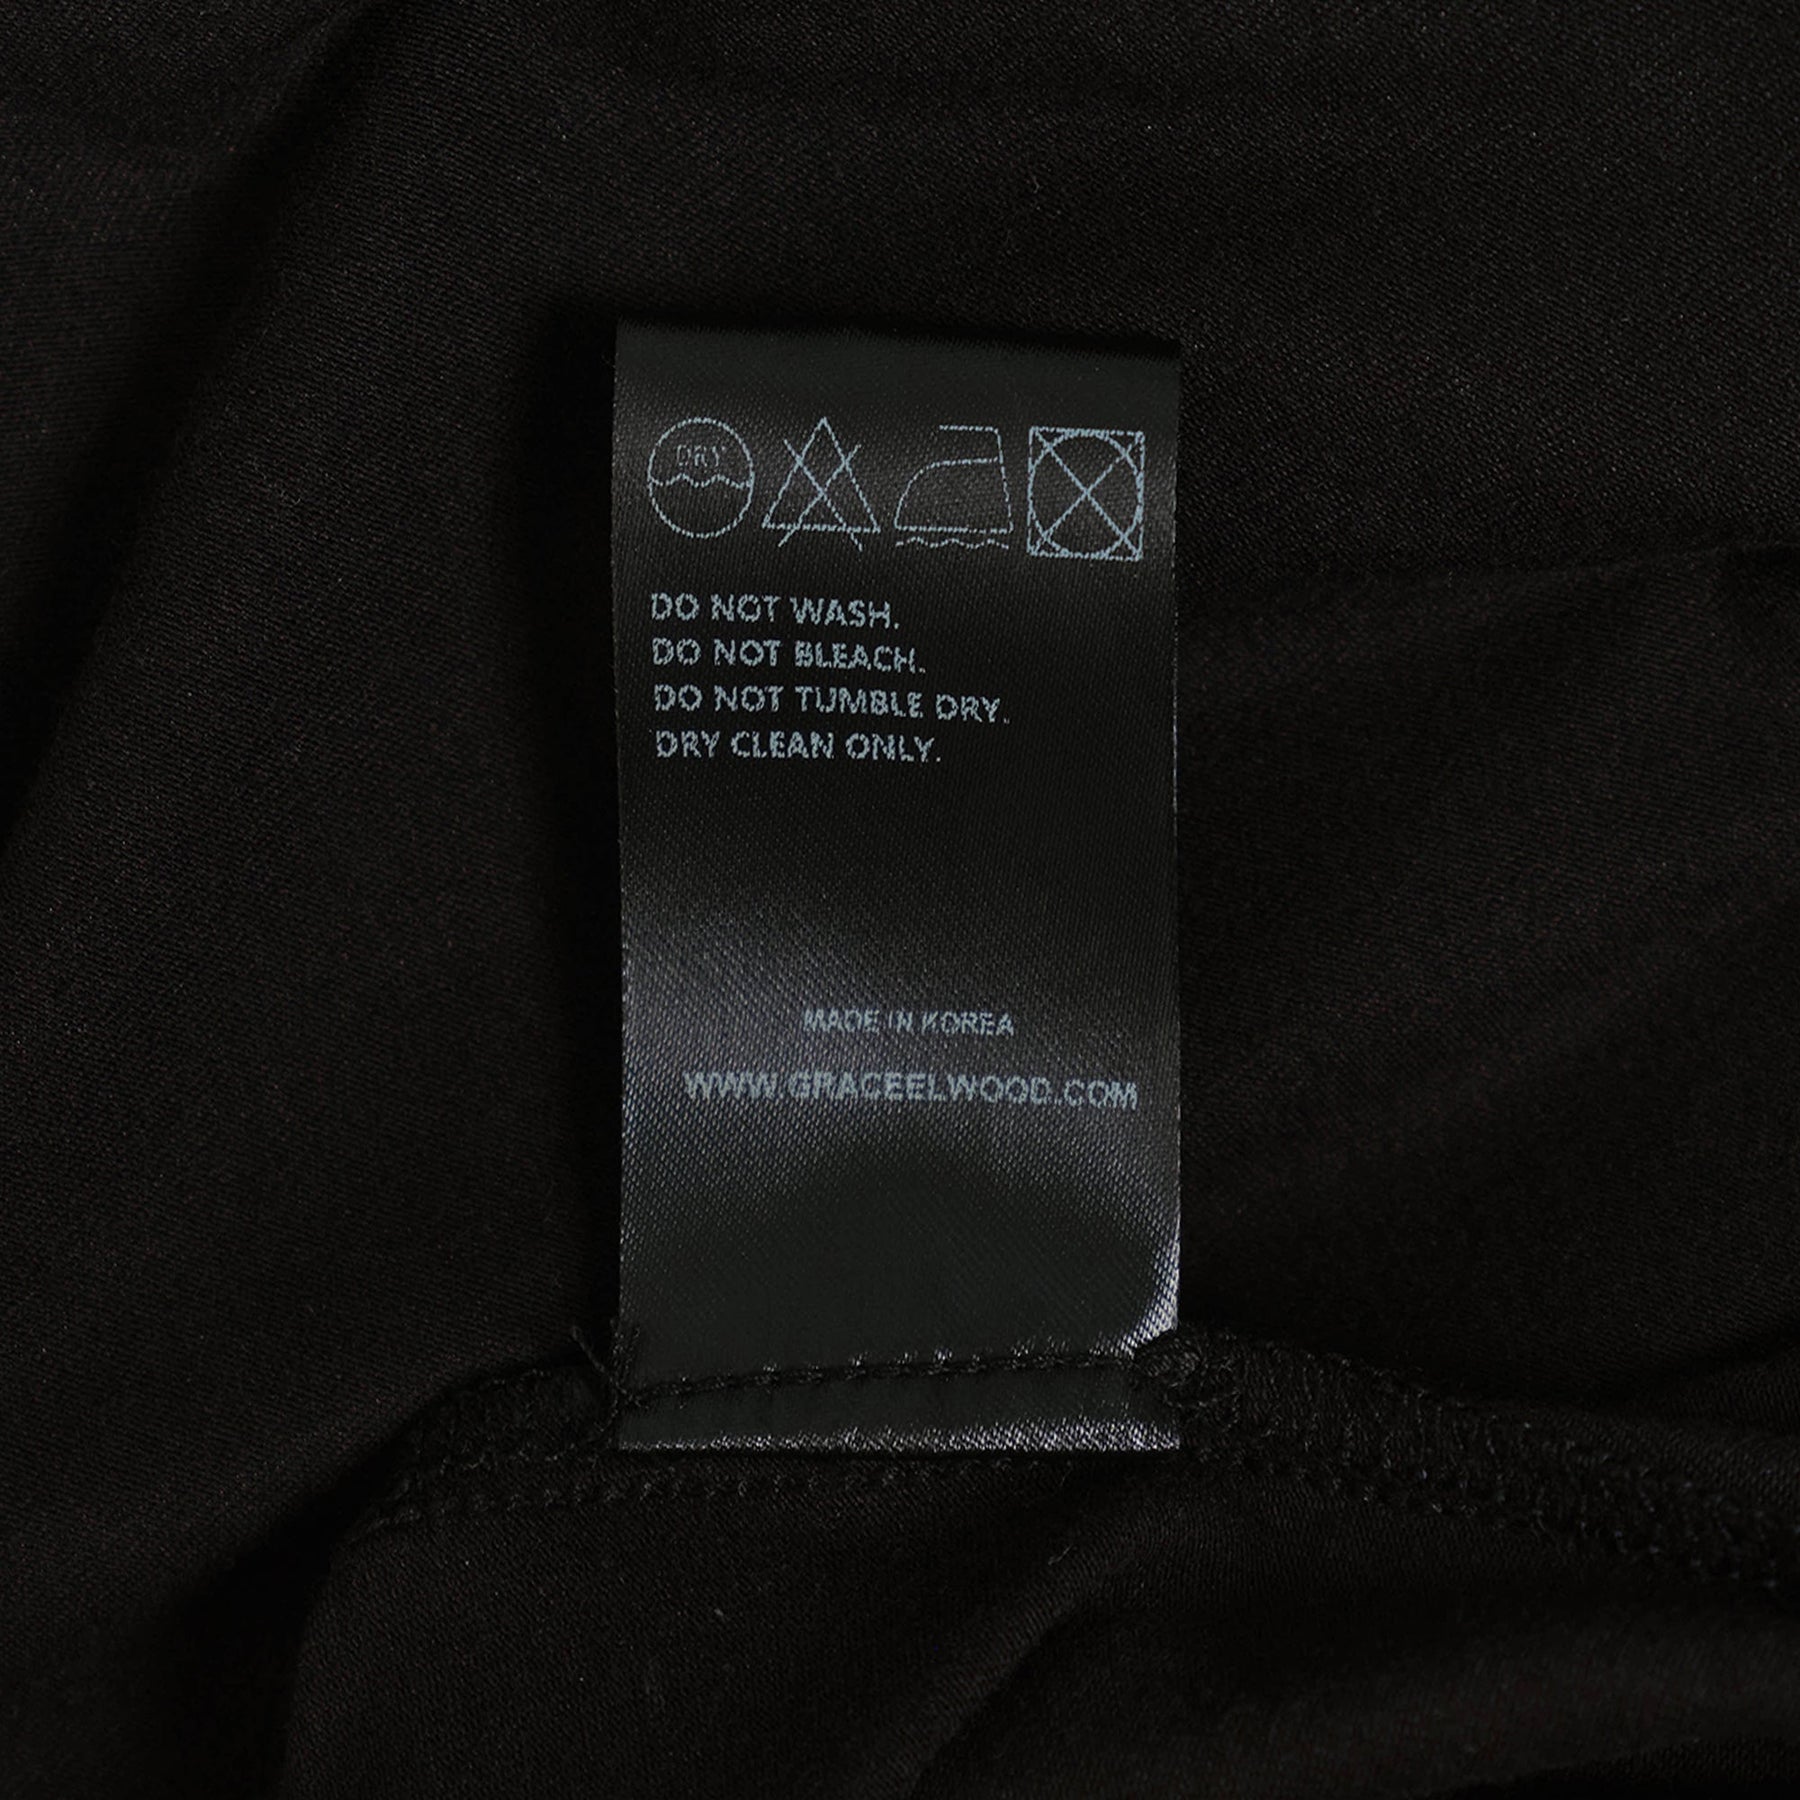 DRY
DO NOT WASH.
DO NOT BLEACH.
DO NOT TUMBLE DRY.
DRY CLEAN ONLY.
MADE IN KOREA
WWW.GRACEELWOOD.COM